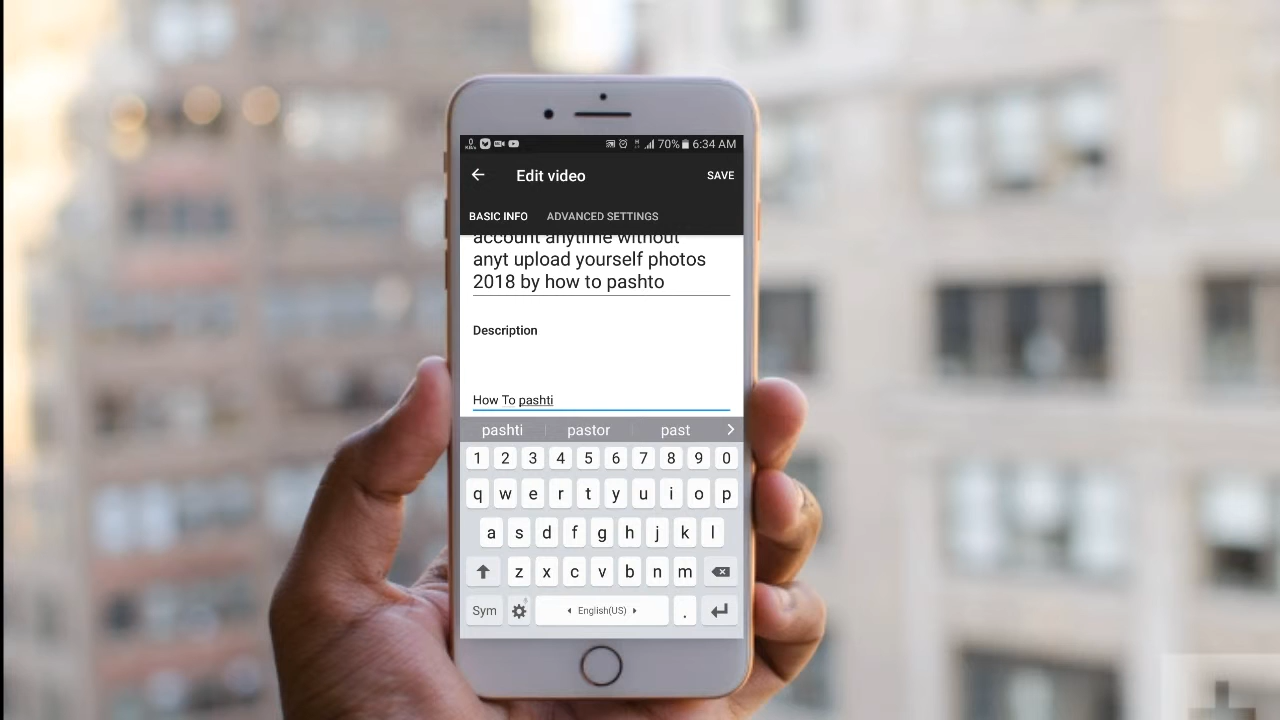 0
KB/s
70% 6:34 AM
Edit video
SAVE
BASIC INFO ADVANCED SETTINGS
account anytime without
anyt upload yourself photos
2018 by how to pashto
Description
How To pashti
pashti pastor past
1 2 3 4 5 6 7 8 9 0
q w e r t y u i o p
a s d f g h j k l
z x c v b n m
Sym English(US) .